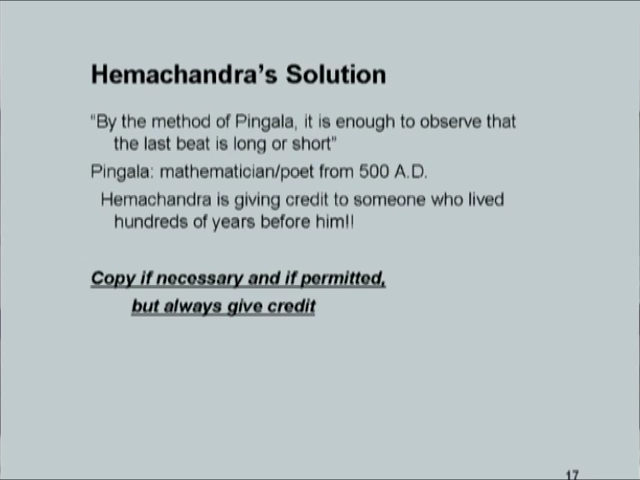 Hemachandra's Solution
"By the method of Pingala, it is enough to observe that
the last beat is long or short"
Pingala: mathematician/poet from 500 A.D.
Hemachandra is giving credit to someone who lived
hundreds of years before him!!
Copy if necessary and if permitted,
but always give credit
17